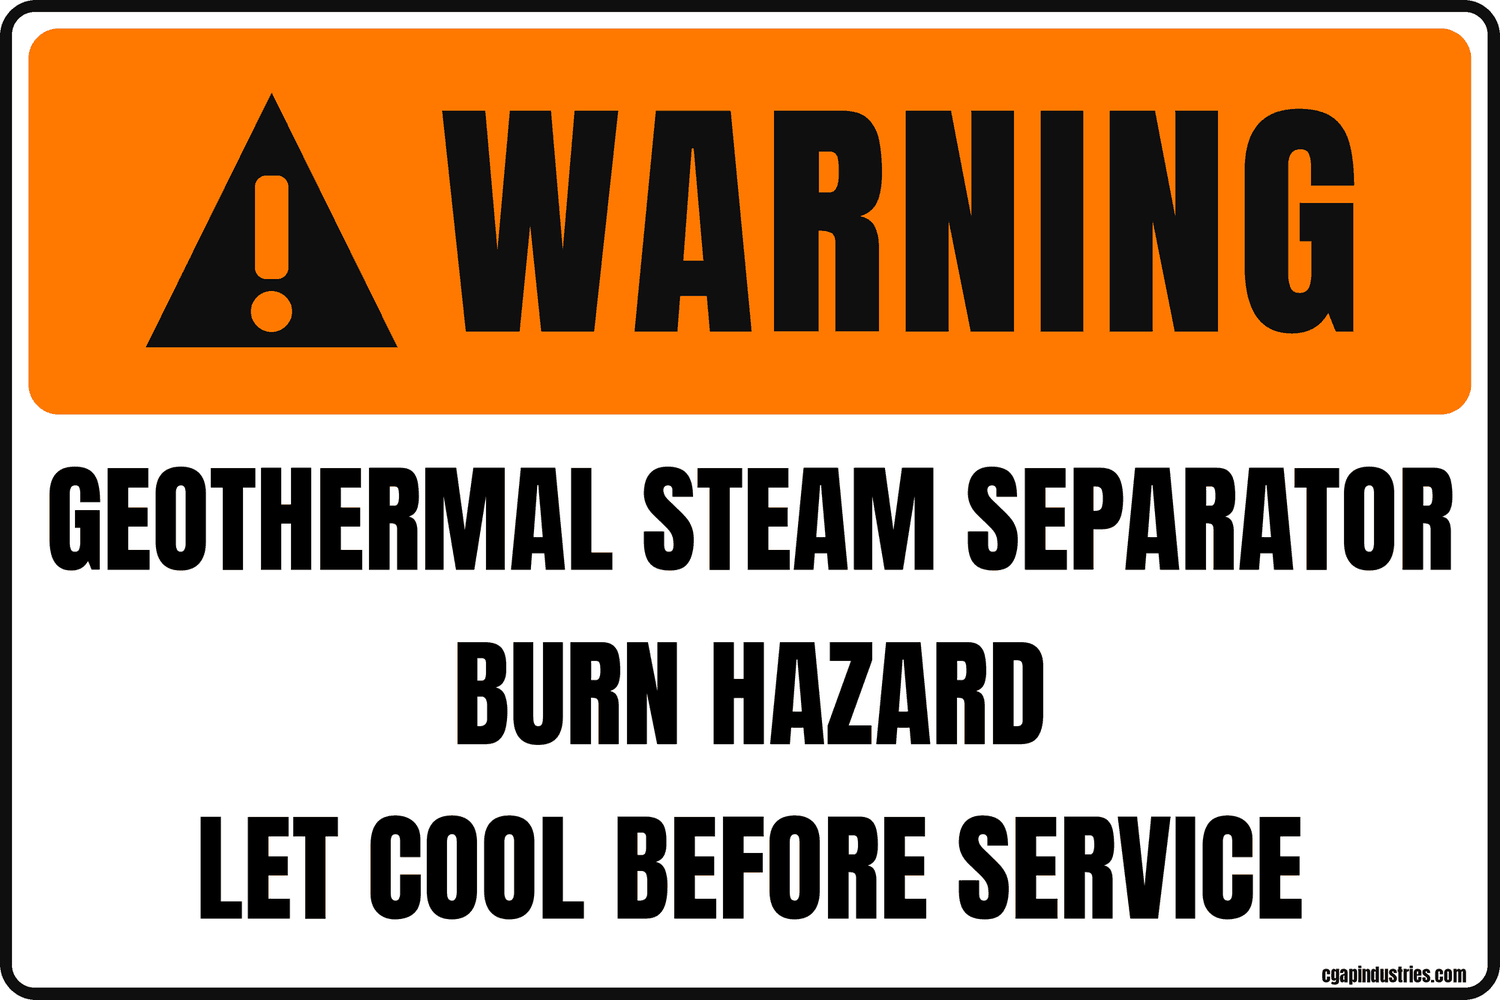 WARNING
GEOTHERMAL STEAM SEPARATOR
BURN HAZARD
LET COOL BEFORE SERVICE
cgapindustries.com